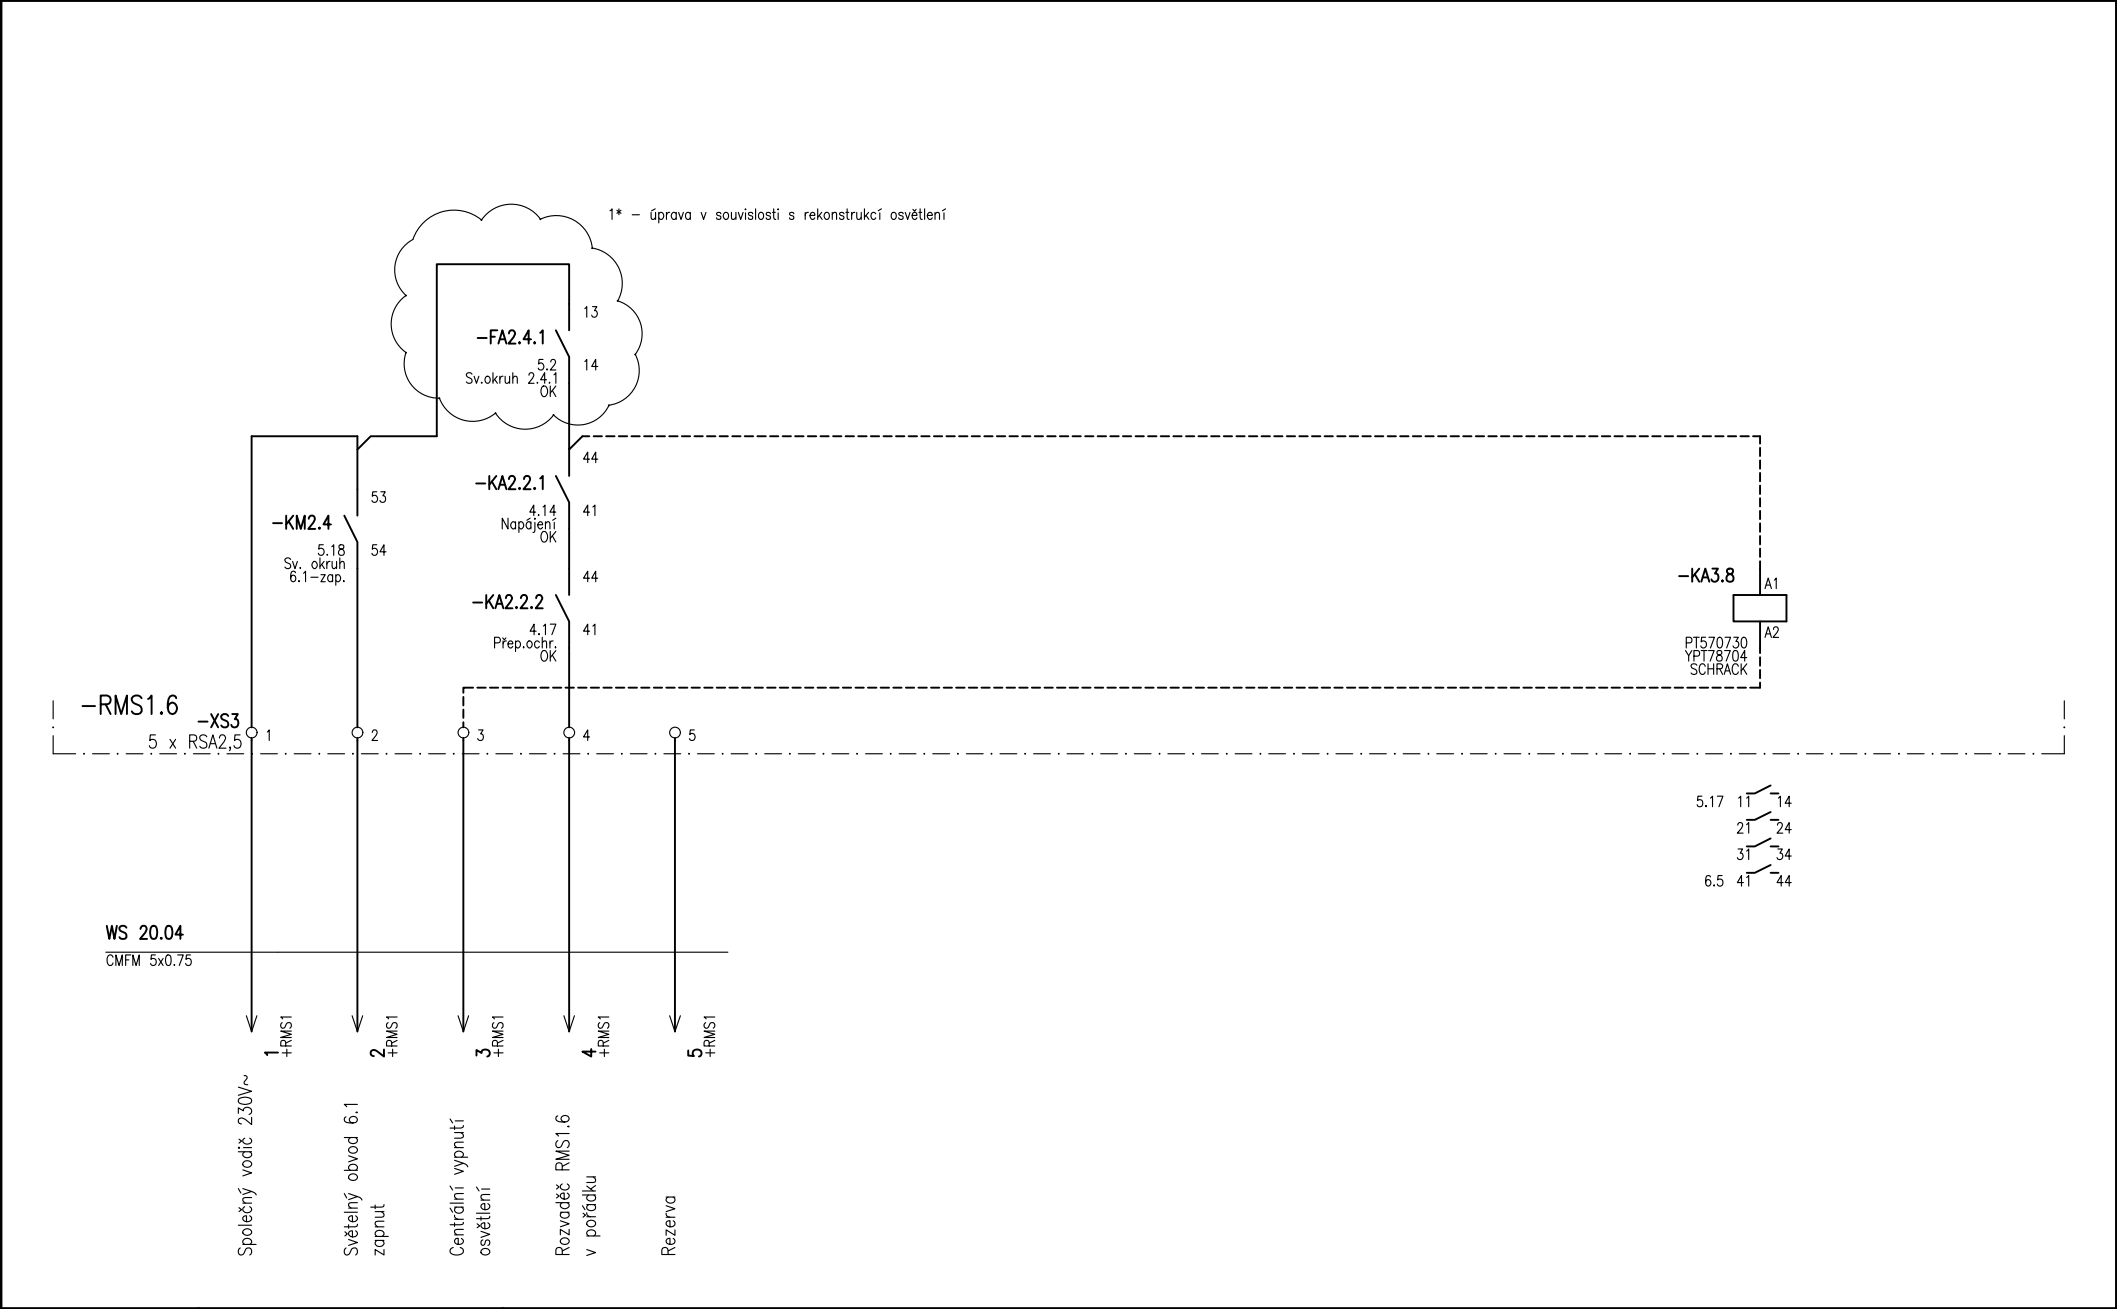 1* – úprava v souvislosti s rekonstrukcí osvětlení
13
–FA2.4.1
5.2
14
Sv.okruh 2.4.1
OK
44
–KA2.2.1
4.14
41
Napájení
OK
53
–KM2.4
5.18
54
Sv. okruh
6.1–zap.
44
–KA2.2.2
4.17
41
Přep.ochr.
OK
–KA3.8
A1
A2
PT570730
YPT78704
SCHRACK
–RMS1.6
–XS3
5 x RSA2,5
1
2
3
4
5
5.17 11 14
21 24
31 34
6.5 41 44
WS 20.04
CMFM 5x0.75
1
+RMS1
2
+RMS1
3
+RMS1
4
+RMS1
5
+RMS1
Společný vodič 230V~
Světelný obvod 6.1
zapnut
Centrální vypnutí
osvětlení
Rozvaděč RMS1.6
v pořádku
Rezerva